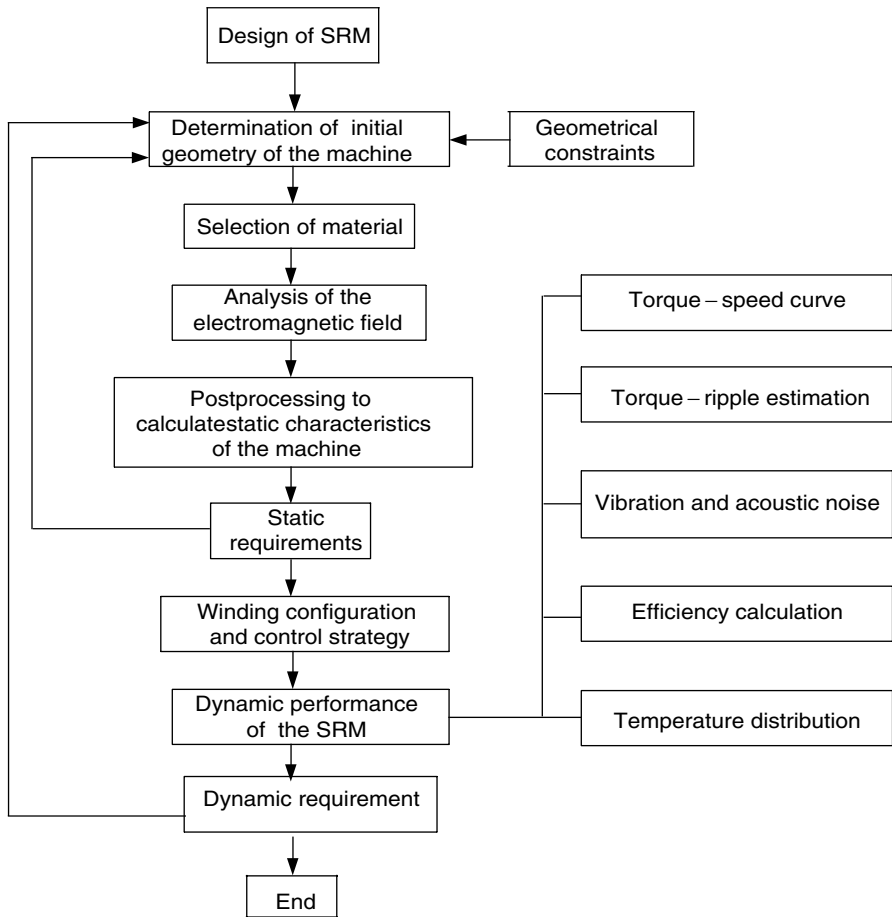 Design of SRM
Determination of initial
geometry of the machine
Geometrical
constraints
Selection of material
Analysis of the
electromagnetic field
Postprocessing to
calculatestatic characteristics
of the machine
Static
requirements
Winding configuration
and control strategy
Dynamic performance
of the SRM
Dynamic requirement
End
Torque – speed curve
Torque – ripple estimation
Vibration and acoustic noise
Efficiency calculation
Temperature distribution